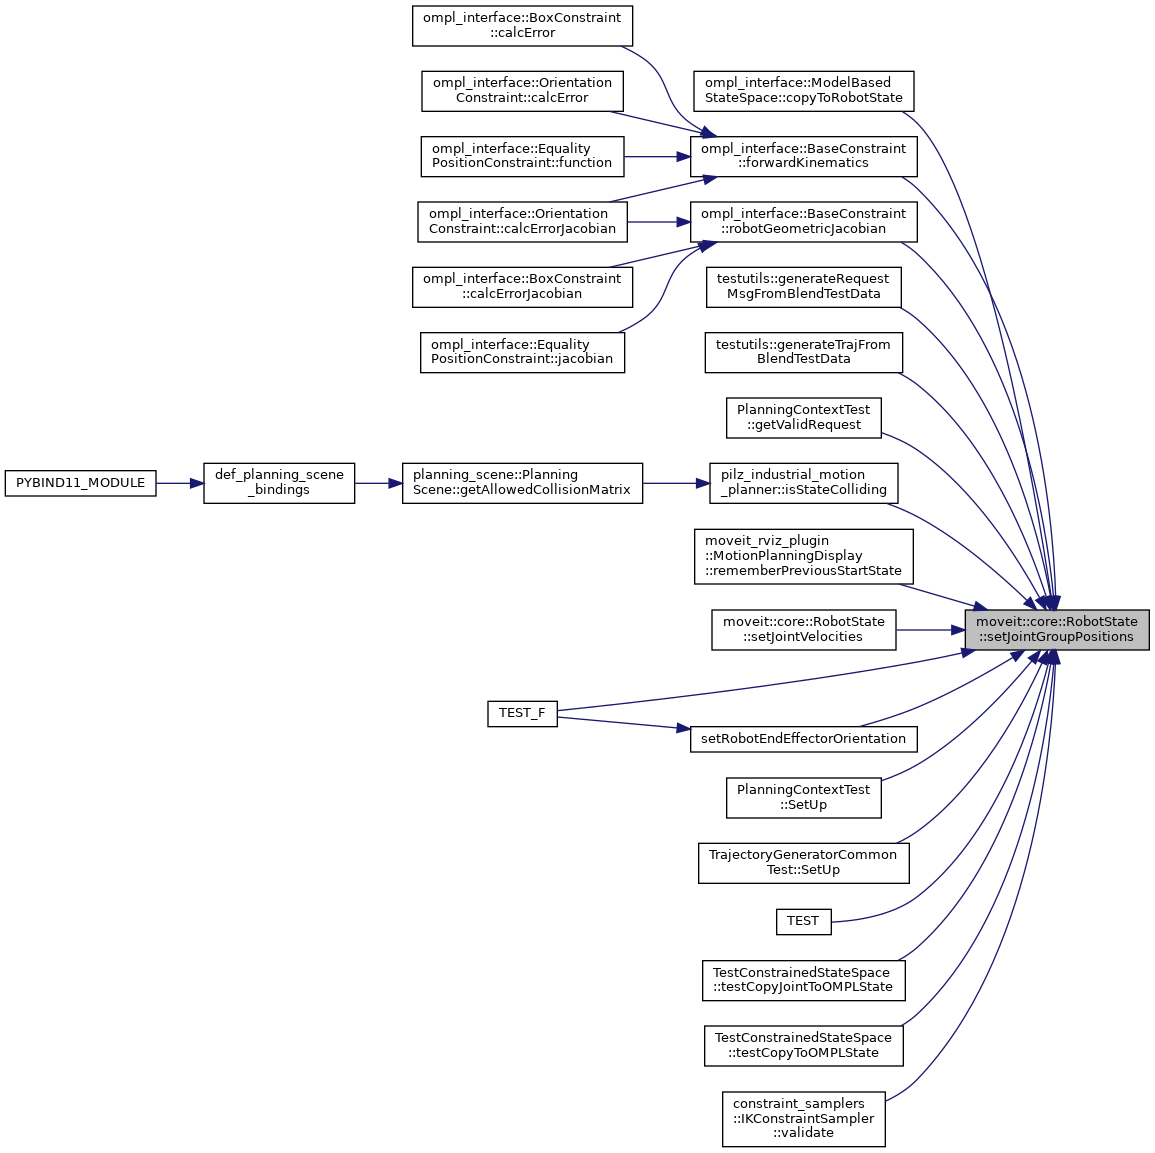 ompl_interface::BoxConstraint
::calcError
ompl_interface::Orientation
Constraint::calcError
ompl_interface::ModelBased
StateSpace::copyToRobotState
ompl_interface::Equality
PositionConstraint::function
ompl_interface::BaseConstraint
::forwardKinematics
ompl_interface::Orientation
Constraint::calcErrorJacobian
ompl_interface::BaseConstraint
::robotGeometricJacobian
ompl_interface::BoxConstraint
::calcErrorJacobian
testutils::generateRequest
MsgFromBlendTestData
ompl_interface::Equality
PositionConstraint::jacobian
testutils::generateTrajFrom
BlendTestData
PlanningContextTest
::getValidRequest
PYBIND11_MODULE
def_planning_scene
_bindings
planning_scene::Planning
Scene::getAllowedCollisionMatrix
pilz_industrial_motion
_planner::isStateColliding
moveit_rviz_plugin
::MotionPlanningDisplay
::rememberPreviousStartState
moveit::core::RobotState
::setJointVelocities
moveit::core::RobotState
::setJointGroupPositions
TEST_F
setRobotEndEffectorOrientation
PlanningContextTest
::SetUp
TrajectoryGeneratorCommon
Test::SetUp
TEST
TestConstrainedStateSpace
::testCopyJointToOMPLState
TestConstrainedStateSpace
::testCopyToOMPLState
constraint_samplers
::IKConstraintSampler
::validate